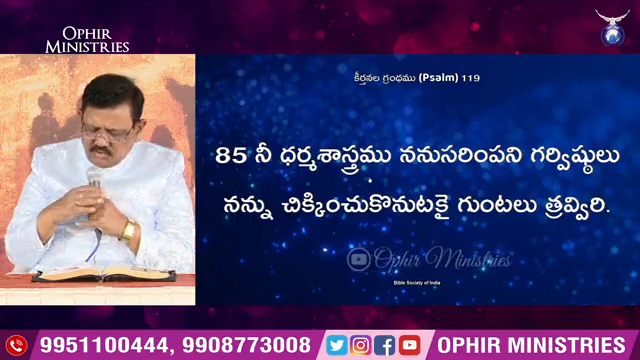 OPHIR
MINISTRIES
కీర్తనల గ్రంథము (Psalm) 119
85 నీ ధర్మశాస్త్రము ననుసరింపని గర్విష్ఠులు
నన్ను చిక్కించుకొనుటకై గుంటలు త్రవ్విరి.
Ophir Ministries
Bible Society of India
9951100444, 9908773008
OPHIR MINISTRIES